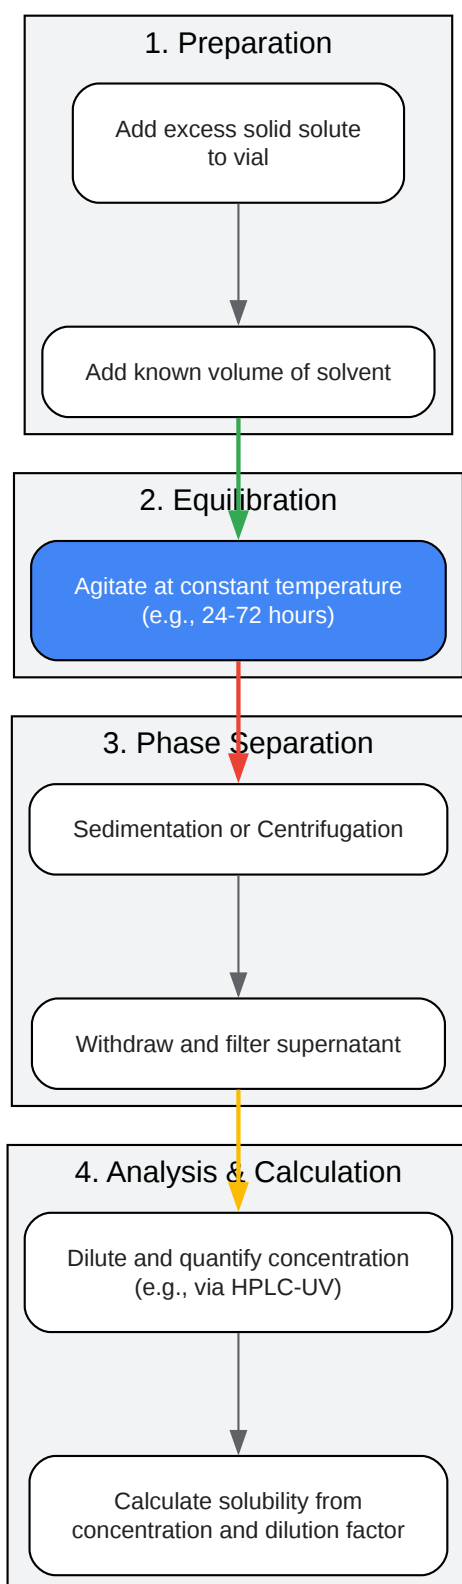 1. Preparation
Add excess solid solute
to vial
Add known volume of solvent
2. Equilibration
Agitate at constant temperature
(e.g., 24-72 hours)
3. Phase Separation
Sedimentation or Centrifugation
Withdraw and filter supernatant
4. Analysis & Calculation
Dilute and quantify concentration
(e.g., via HPLC-UV)
Calculate solubility from
concentration and dilution factor